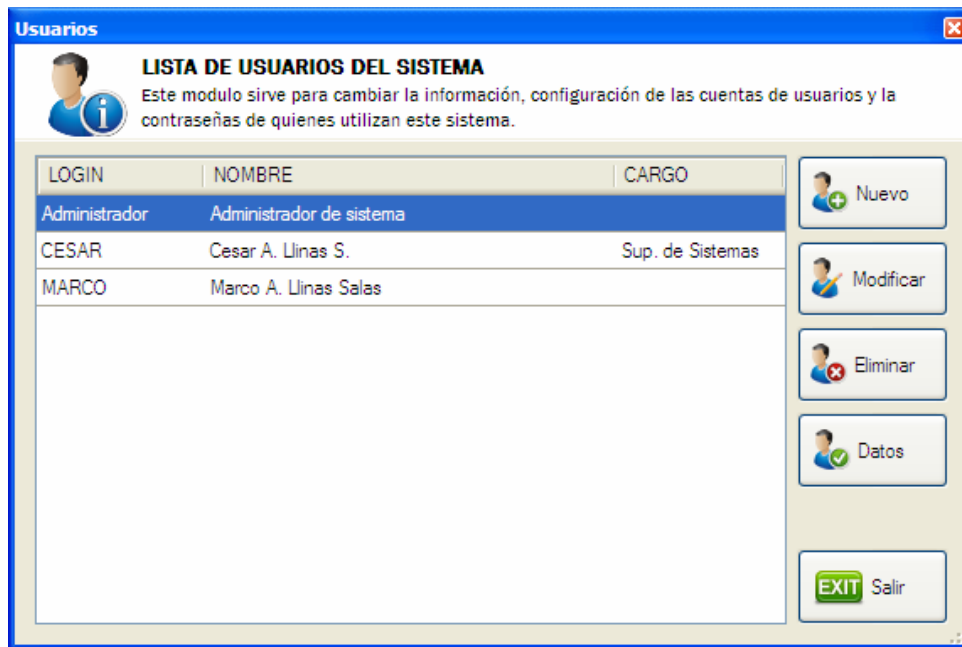 Usuarios
LISTA DE USUARIOS DEL SISTEMA
Este modulo sirve para cambiar la información, configuración de las cuentas de usuarios y la
contraseñas de quienes utilizan este sistema.
LOGIN NOMBRE CARGO
Administrador Administrador de sistema
CESAR Cesar A. Llinas S. Sup. de Sistemas
MARCO Marco A. Llinas Salas
Nuevo
Modificar
Eliminar
Datos
EXIT Salir